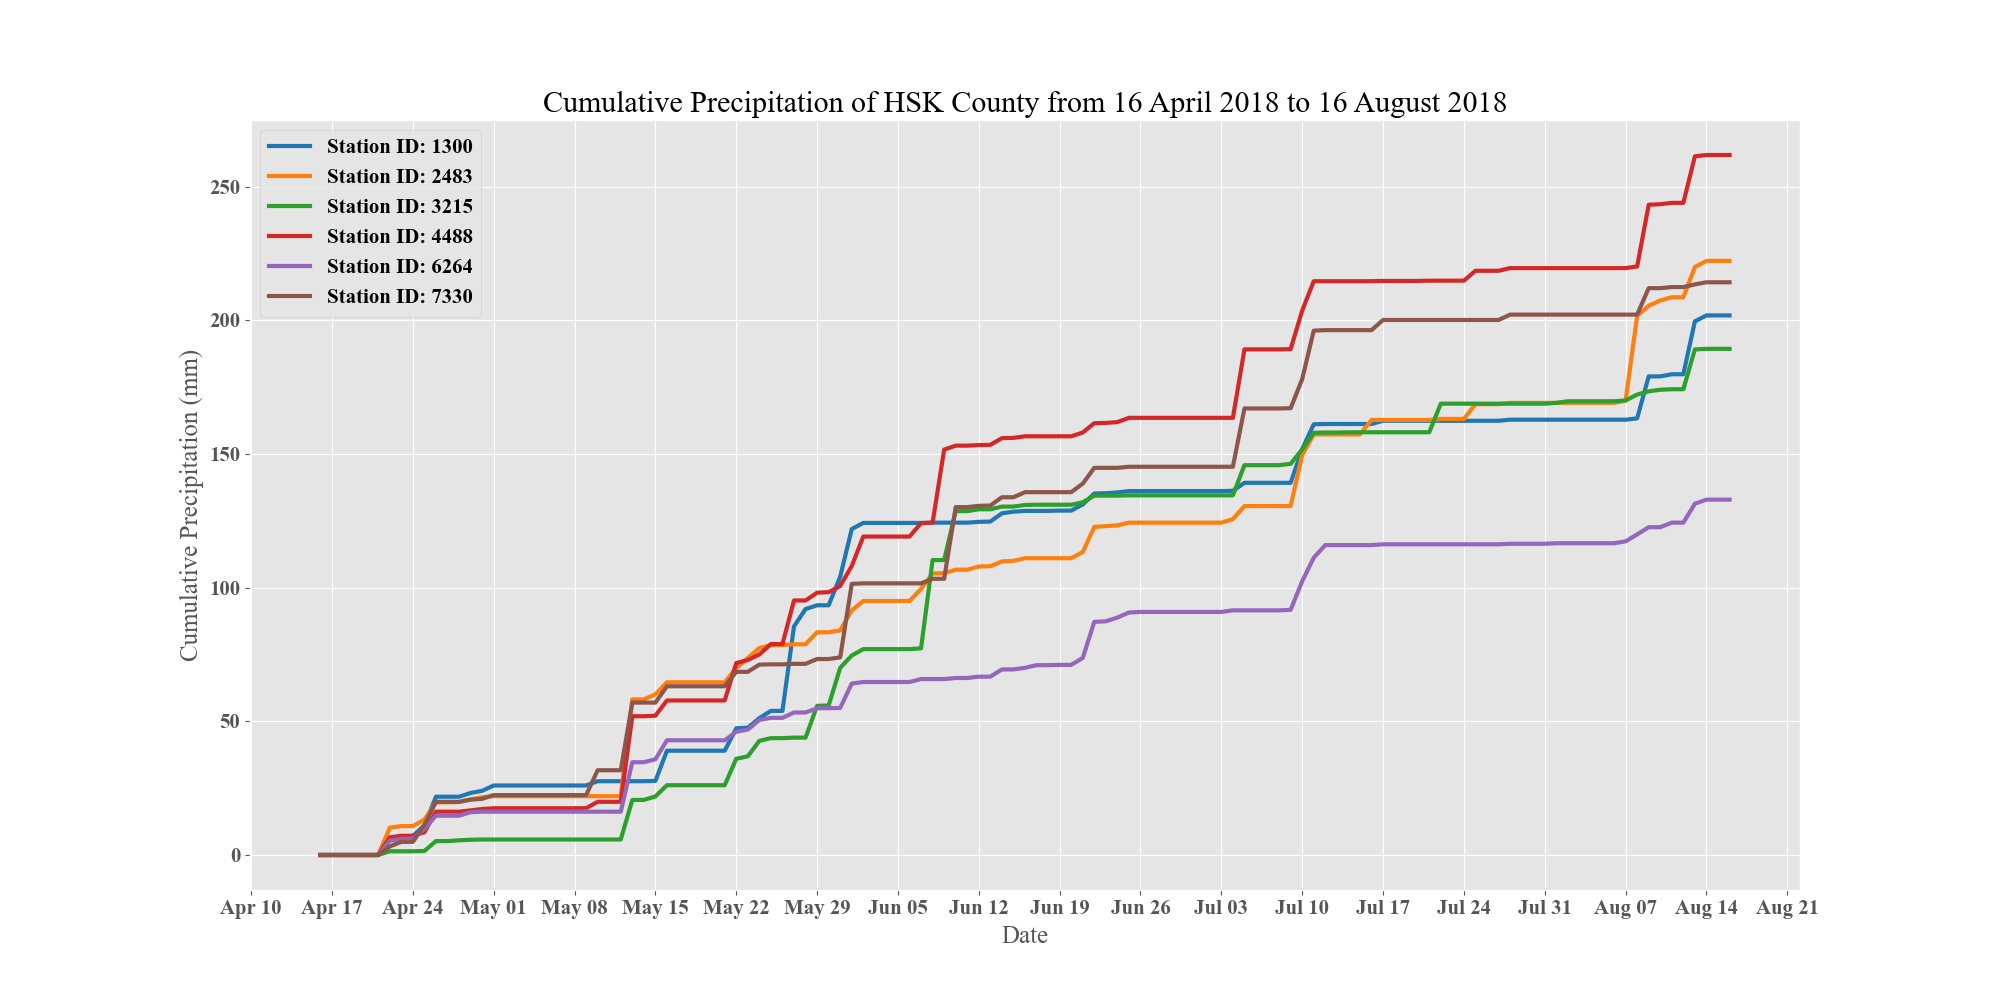 Cumulative Precipitation of HSK County from 16 April 2018 to 16 August 2018
Station ID: 1300
Station ID: 2483
Station ID: 3215
Station ID: 4488
Station ID: 6264
Station ID: 7330
Cumulative Precipitation (mm)
250
200
150
100
50
0
Apr 10 Apr 17 Apr 24 May 01 May 08 May 15 May 22 May 29 Jun 05 Jun 12 Jun 19 Jun 26 Jul 03 Jul 10 Jul 17 Jul 24 Jul 31 Aug 07 Aug 14 Aug 21
Date